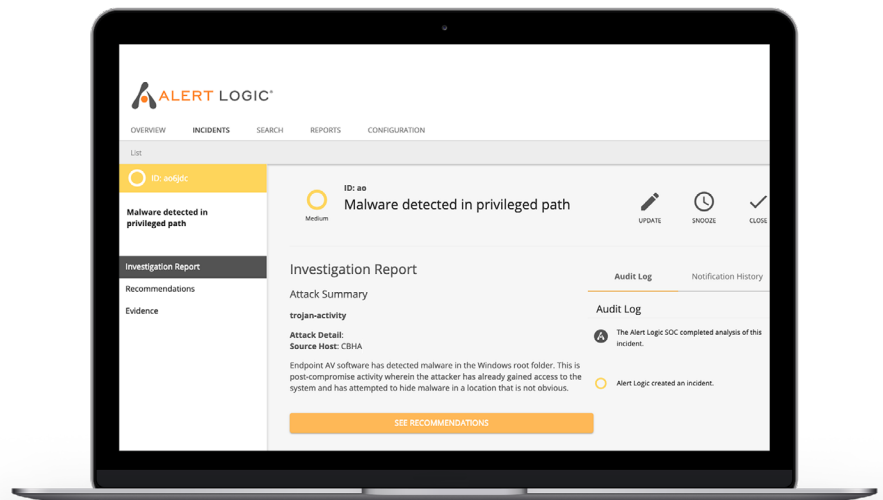 ALERT LOGIC®
OVERVIEW INCIDENTS SEARCH REPORTS CONFIGURATION
List
ID: ao6jdc
Malware detected in
privileged path
Investigation Report
Recommendations
Evidence
Medium
ID: ao
Malware detected in privileged path
UPDATE SNOOZE CLOSE
Investigation Report
Attack Summary
trojan-activity
Attack Detail:
Source Host: CBHA
Endpoint AV software has detected malware in the Windows root folder. This is
post-compromise activity wherein the attacker has already gained access to the
system and has attempted to hide malware in a location that is not obvious.
SEE RECOMMENDATIONS
Audit Log Notification History
Audit Log
The Alert Logic SOC completed analysis of this
incident.
Alert Logic created an incident.